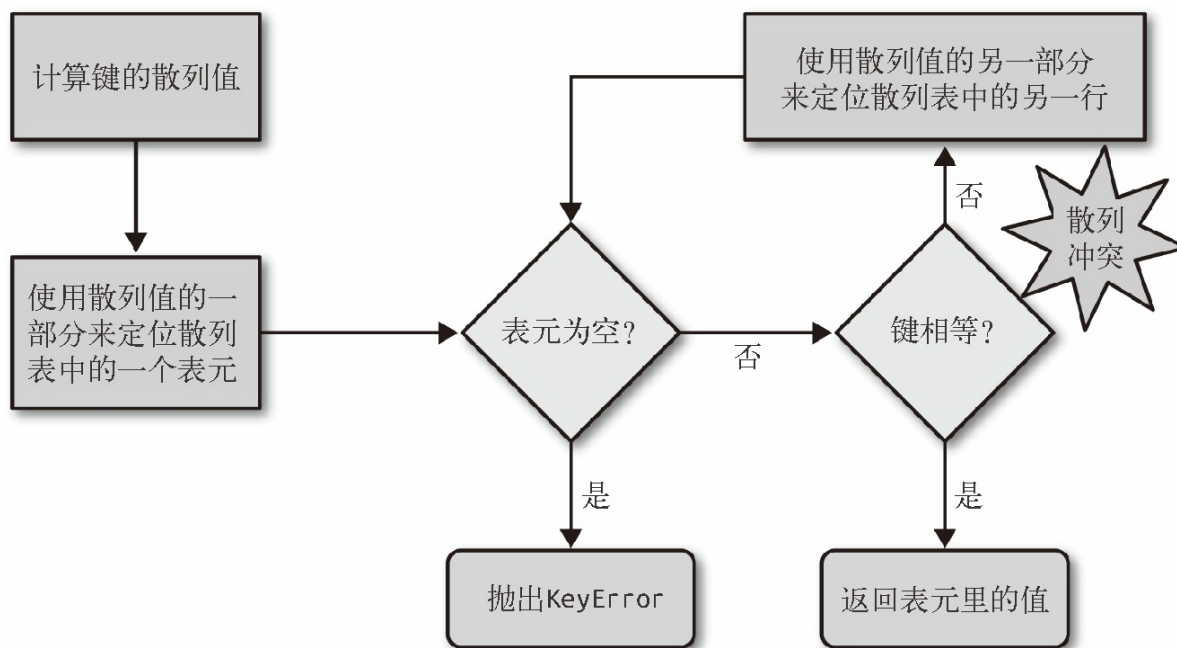 计算键的散列值
使用散列值的一
部分来定位散列
表中的一个表元
表元为空?
否
是
抛出KeyError
键相等?
否
是
返回表元里的值
散列
冲突
使用散列值的另一部分
来定位散列表中的另一行